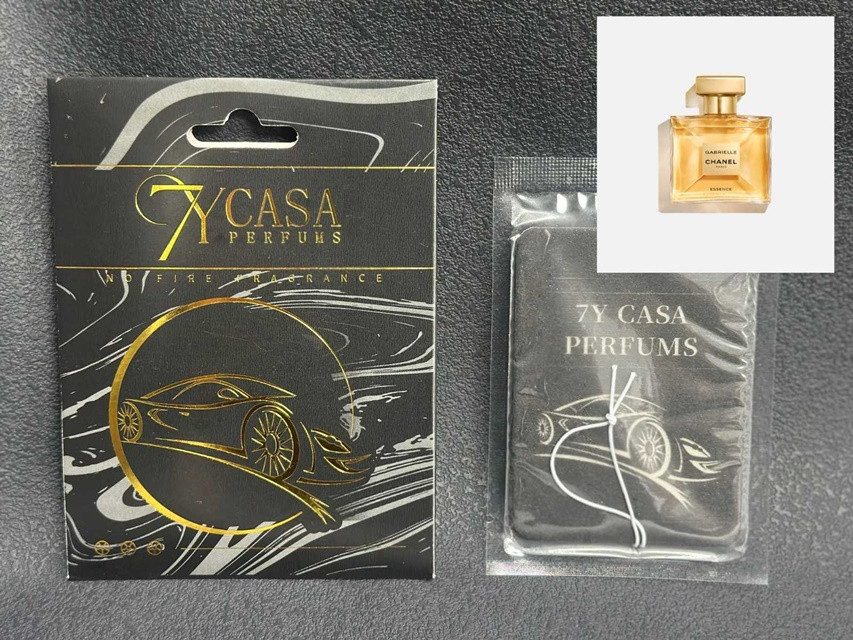 7YCASA
PERFUMS
NO FIRE FRAGRANCE
7Y CASA
PERFUMS
GABRIELLE
CHANEL
PARIS
ESSENCE